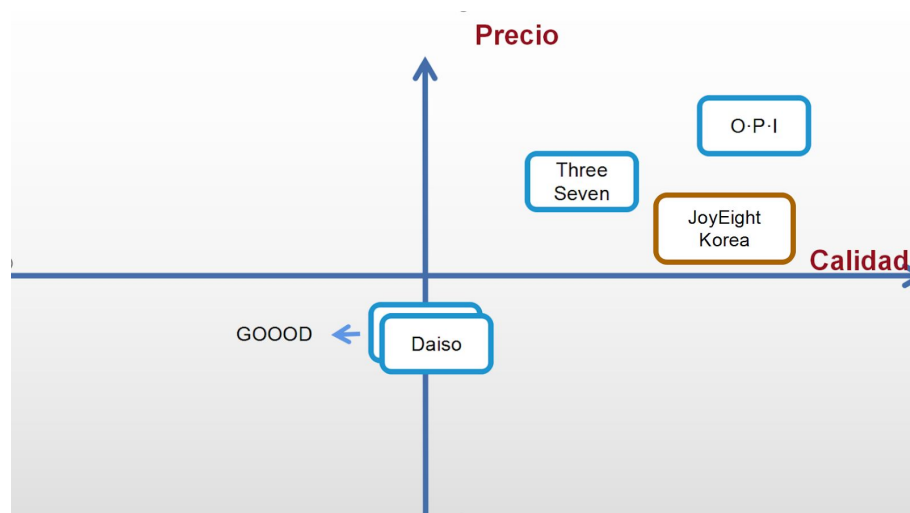 Precio
O·P·I
Three
Seven
JoyEight
Korea
Calidad
GOOOD
Daiso